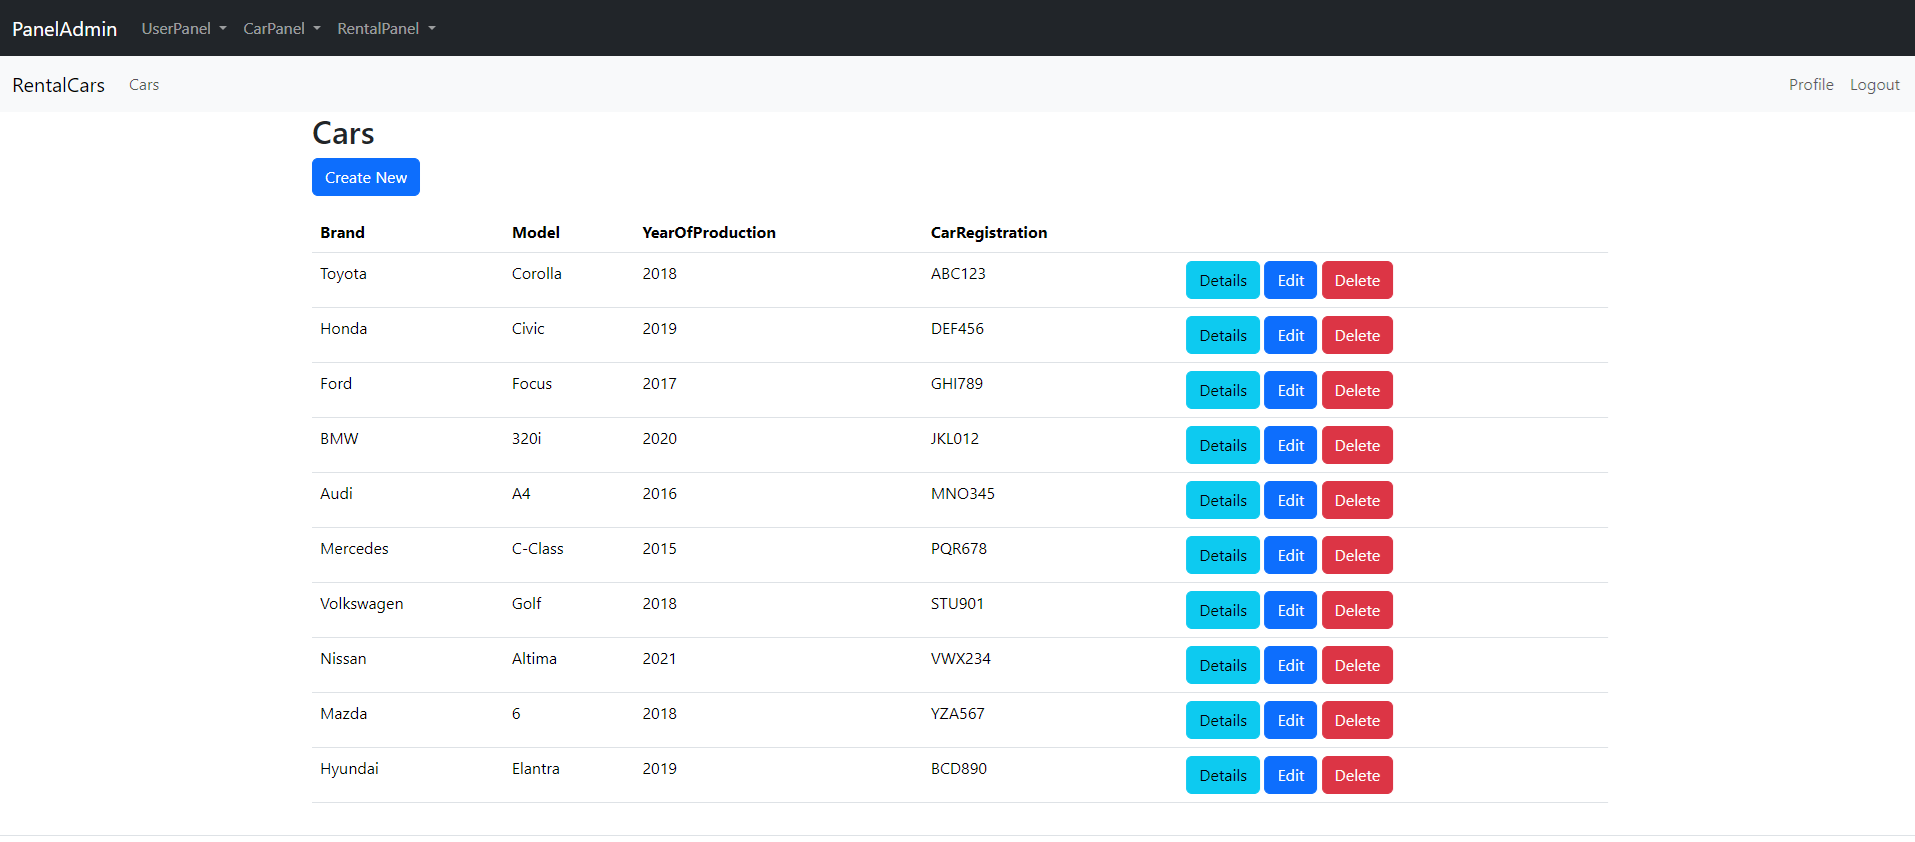 PanelAdmin UserPanel CarPanel RentalPanel
RentalCars Cars Profile Logout
Cars
Create New
Brand Model YearOfProduction CarRegistration
Toyota Corolla 2018 ABC123 Details Edit Delete
Honda Civic 2019 DEF456 Details Edit Delete
Ford Focus 2017 GHI789 Details Edit Delete
BMW 320i 2020 JKL012 Details Edit Delete
Audi A4 2016 MNO345 Details Edit Delete
Mercedes C-Class 2015 PQR678 Details Edit Delete
Volkswagen Golf 2018 STU901 Details Edit Delete
Nissan Altima 2021 VWX234 Details Edit Delete
Mazda 6 2018 YZA567 Details Edit Delete
Hyundai Elantra 2019 BCD890 Details Edit Delete